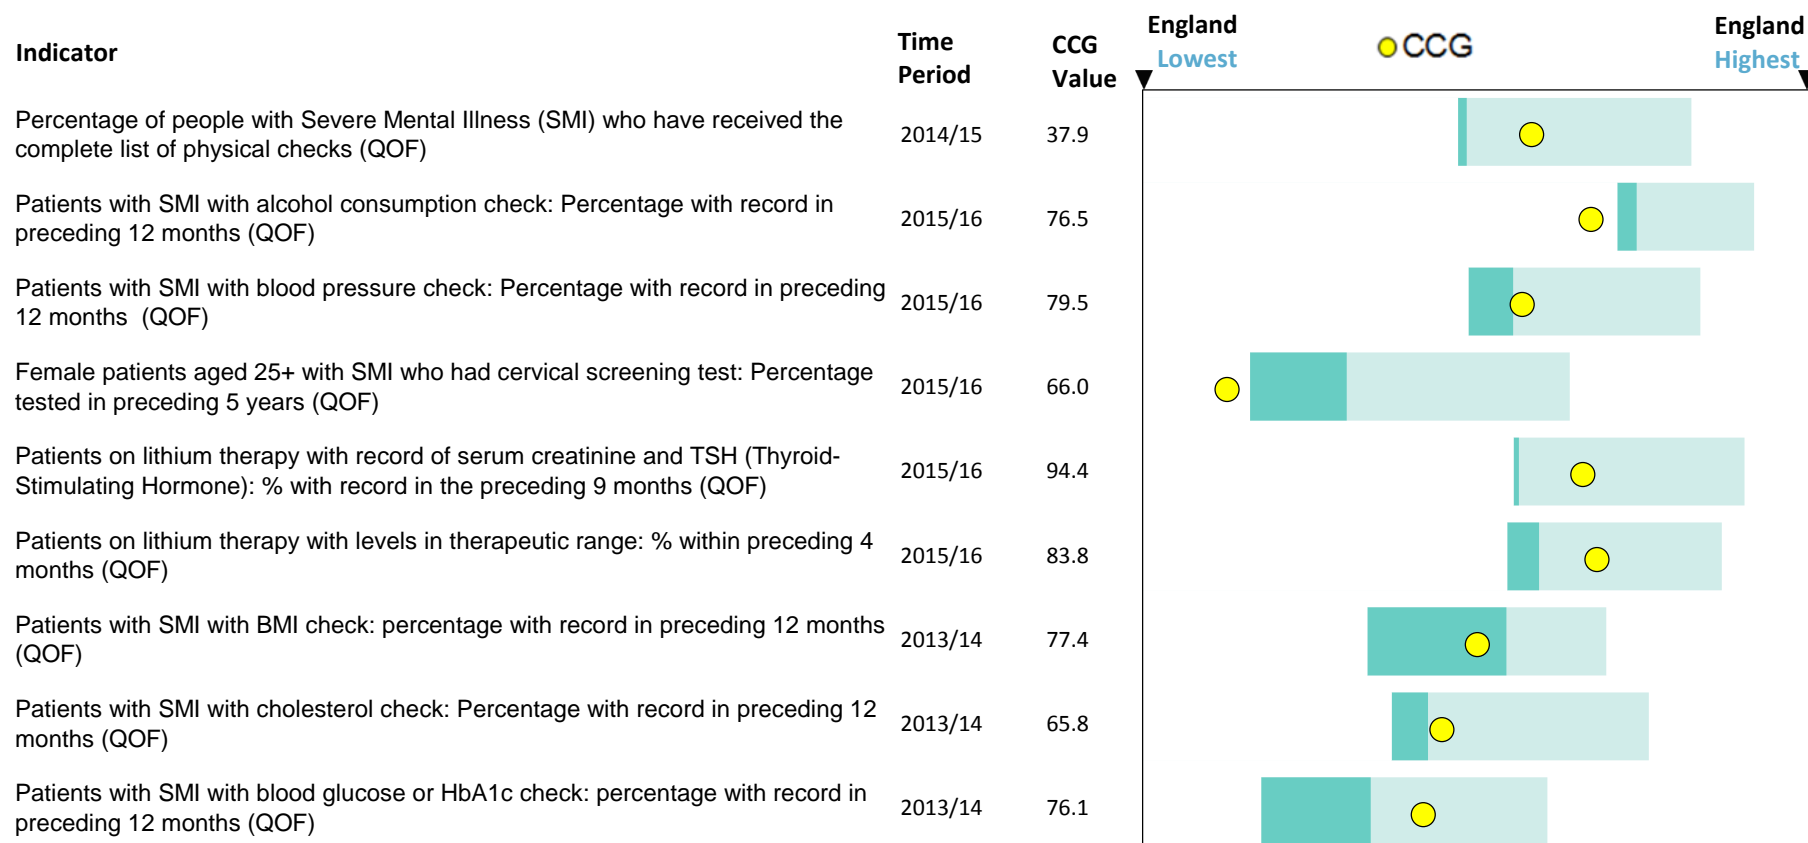 Indicator
Time Period
CCG Value
England Lowest
CCG
England Highest
Percentage of people with Severe Mental Illness (SMI) who have received the
complete list of physical checks (QOF)
2014/15 37.9
Patients with SMI with alcohol consumption check: Percentage with record in
preceding 12 months (QOF)
2015/16 76.5
Patients with SMI with blood pressure check: Percentage with record in preceding
12 months (QOF)
2015/16 79.5
Female patients aged 25+ with SMI who had cervical screening test: Percentage
tested in preceding 5 years (QOF)
2015/16 66.0
Patients on lithium therapy with record of serum creatinine and TSH (Thyroid-
Stimulating Hormone): % with record in the preceding 9 months (QOF)
2015/16 94.4
Patients on lithium therapy with levels in therapeutic range: % within preceding 4
months (QOF)
2015/16 83.8
Patients with SMI with BMI check: percentage with record in preceding 12 months
(QOF)
2013/14 77.4
Patients with SMI with cholesterol check: Percentage with record in preceding 12
months (QOF)
2013/14 65.8
Patients with SMI with blood glucose or HbA1c check: percentage with record in
preceding 12 months (QOF)
2013/14 76.1